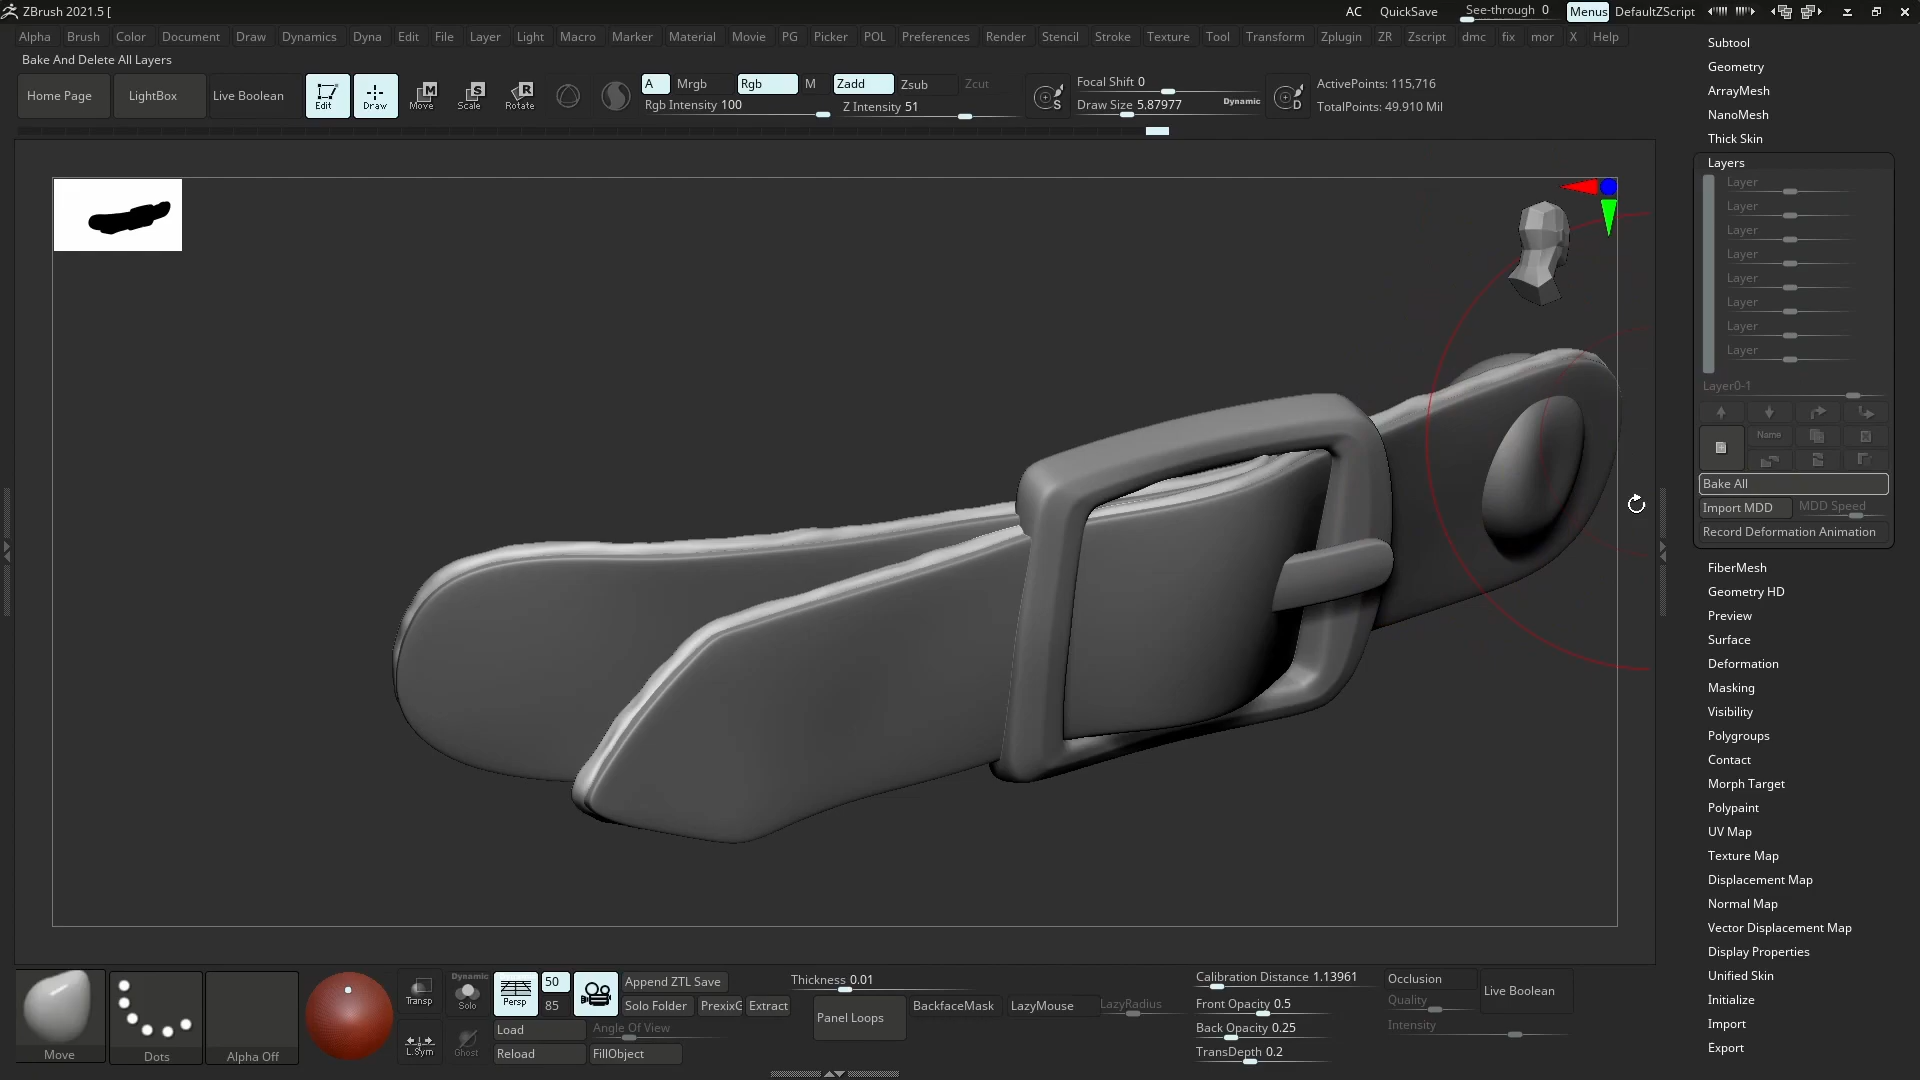 ZBrush 2021.5 [
AC QuickSave See-through 0 Menus DefaultZScript
Alpha Brush Color Document Draw Dynamics Dyna Edit File Layer Light Macro Marker Material Movie PG Picker POL Preferences Render Stencil Stroke Texture Tool Transform Zplugin ZR Zscript dmc fix mor X Help
Bake And Delete All Layers
Home Page LightBox Live Boolean Edit Draw Move Scale Rotate
M S R
A Mrgb Rgb M Zadd Zsub Zcut
Rgb Intensity 100 Z Intensity 51
S Focal Shift 0
Draw Size 5.87977 Dynamic
D ActivePoints: 115,716
TotalPoints: 49.910 Mil
Subtool
Geometry
ArrayMesh
NanoMesh
Thick Skin
Layers
Layer
Layer
Layer
Layer
Layer
Layer
Layer
Layer
Layer0-1
Name
Bake All
Import MDD MDD Speed
Record Deformation Animation
FiberMesh
Geometry HD
Preview
Surface
Deformation
Masking
Visibility
Polygroups
Contact
Morph Target
Polypaint
UV Map
Texture Map
Displacement Map
Normal Map
Vector Displacement Map
Display Properties
Unified Skin
Initialize
Import
Export
Move
Dots
Alpha Off
Transp
L.Sym
Dynamic
Solo
Ghost
Persp
50
85
Append ZTL Save
Solo Folder PrexixG Extract
Load Angle Of View
Reload FillObject
Thickness 0.01
Panel Loops BackfaceMask LazyMouse LazyRadius
Calibration Distance 1.13961
Front Opacity 0.5
Back Opacity 0.25
TransDepth 0.2
Occlusion
Quality
Intensity
Live Boolean